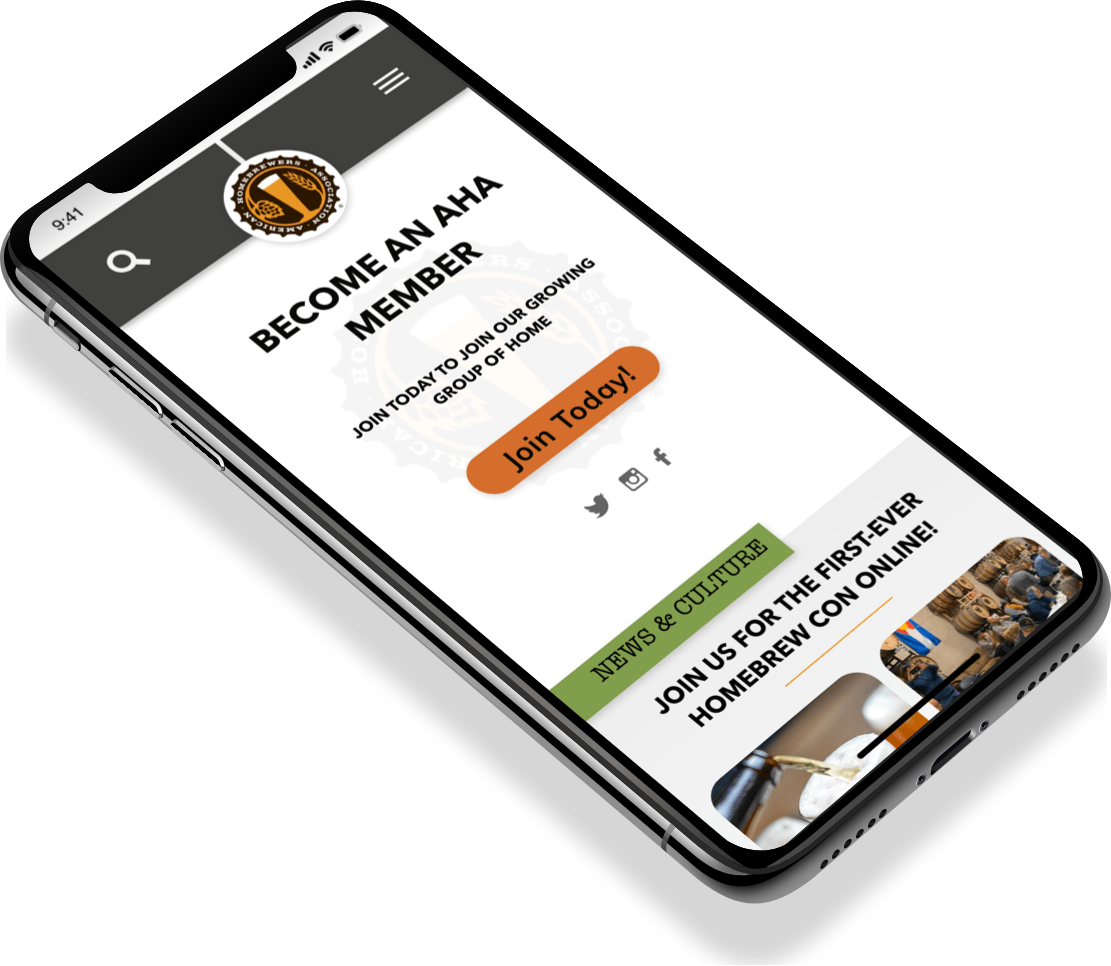 9:41
AMERICAN · HOMEBREWERS · ASSOCIATION
BECOME AN AHA
MEMBER
JOIN TODAY TO JOIN OUR GROWING
GROUP OF HOME
Join Today!
NEWS & CULTURE
JOIN US FOR THE FIRST-EVER
HOMEBREW CON ONLINE!